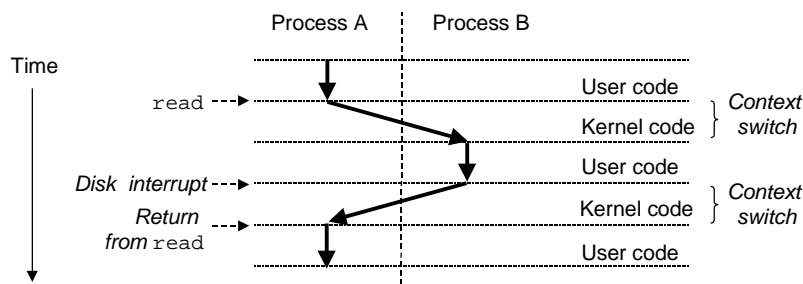 Process A
Process B
Time
User code
read
Context
switch
Kernel code
User code
Disk interrupt
Context
switch
Kernel code
Return
from read
User code